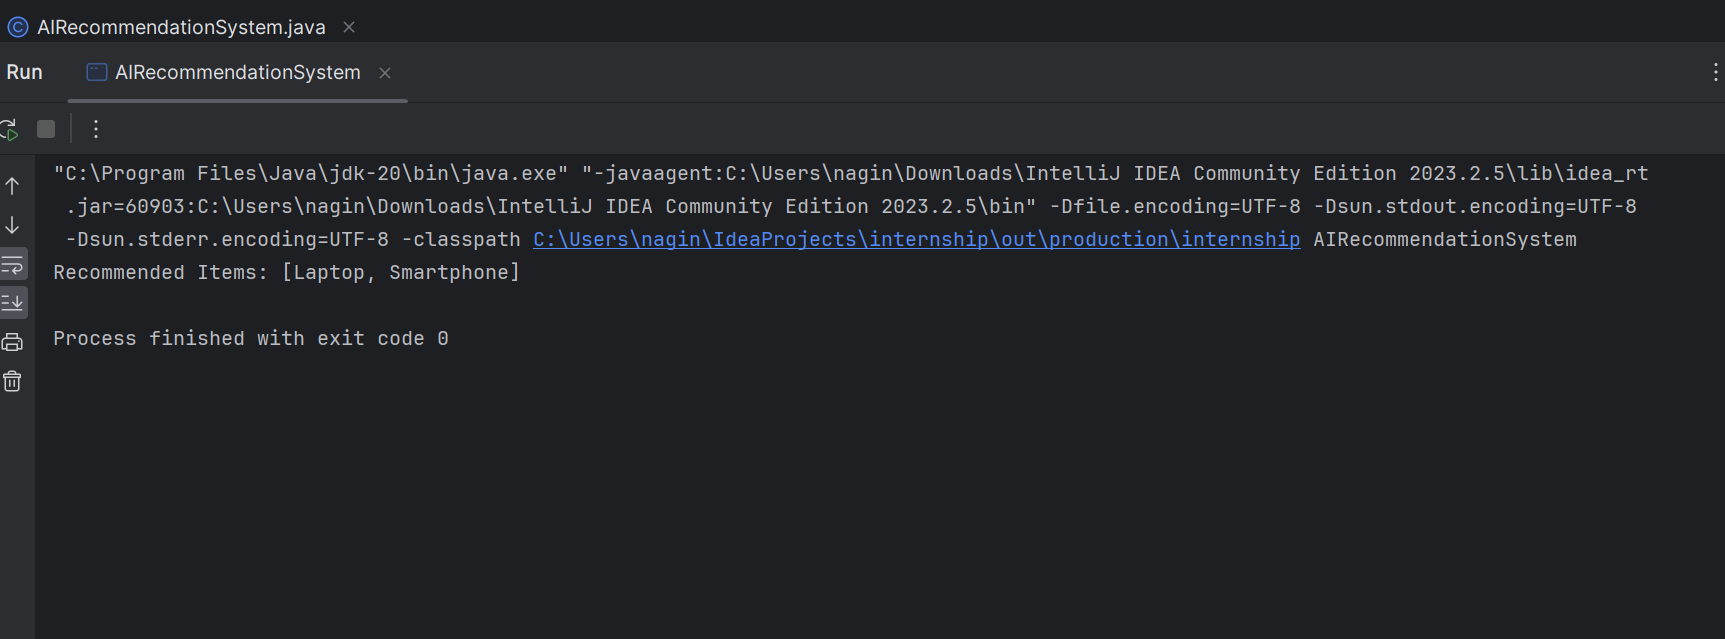 AIRecommendationSystem.java
Run AIRecommendationSystem
"C:\Program Files\Java\jdk-20\bin\java.exe" "-javaagent:C:\Users\nagin\Downloads\IntelliJ IDEA Community Edition 2023.2.5\lib\idea_rt
.jar=60903:C:\Users\nagin\Downloads\IntelliJ IDEA Community Edition 2023.2.5\bin" -Dfile.encoding=UTF-8 -Dsun.stdout.encoding=UTF-8
-Dsun.stderr.encoding=UTF-8 -classpath C:\Users\nagin\IdeaProjects\internship\out\production\internship AIRecommendationSystem
Recommended Items: [Laptop, Smartphone]
Process finished with exit code 0